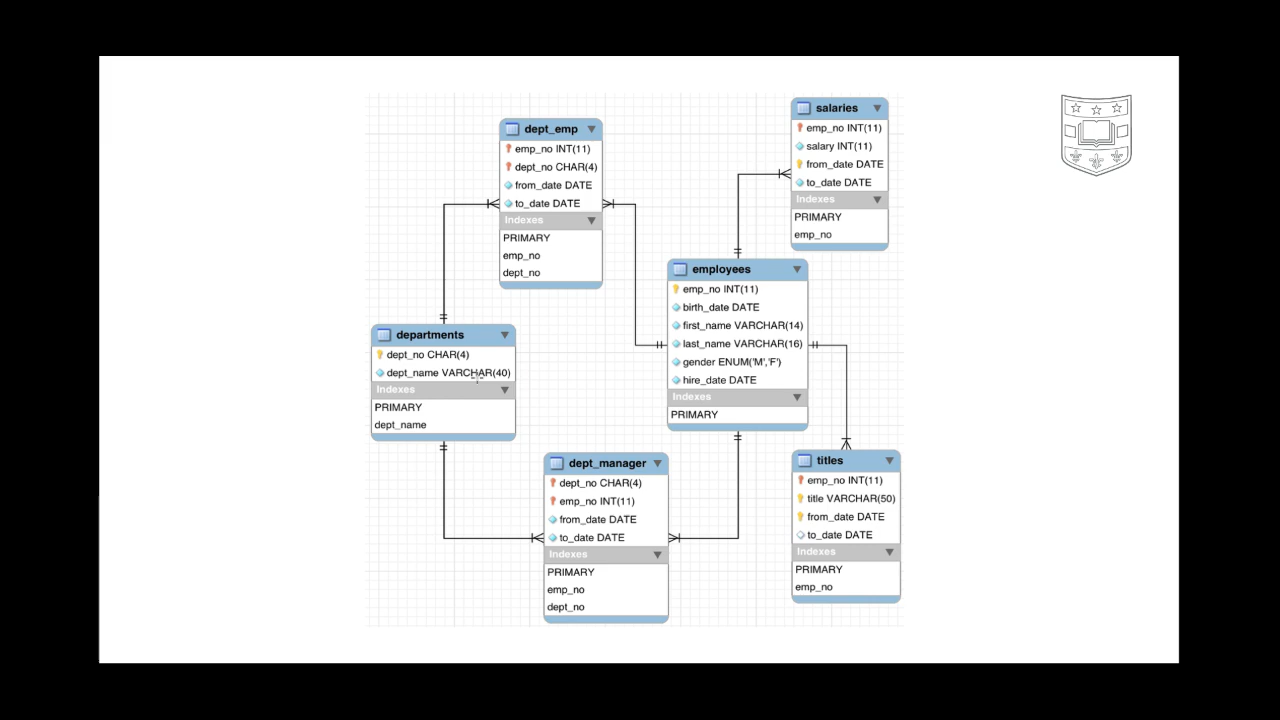 salaries
emp_no INT(11)
salary INT(11)
from_date DATE
to_date DATE
Indexes
PRIMARY
emp_no
dept_emp
emp_no INT(11)
dept_no CHAR(4)
from_date DATE
to_date DATE
Indexes
PRIMARY
emp_no
dept_no
employees
emp_no INT(11)
birth_date DATE
first_name VARCHAR(14)
last_name VARCHAR(16)
gender ENUM('M','F')
hire_date DATE
Indexes
PRIMARY
departments
dept_no CHAR(4)
dept_name VARCHAR(40)
Indexes
PRIMARY
dept_name
dept_manager
dept_no CHAR(4)
emp_no INT(11)
from_date DATE
to_date DATE
Indexes
PRIMARY
emp_no
dept_no
titles
emp_no INT(11)
title VARCHAR(50)
from_date DATE
to_date DATE
Indexes
PRIMARY
emp_no